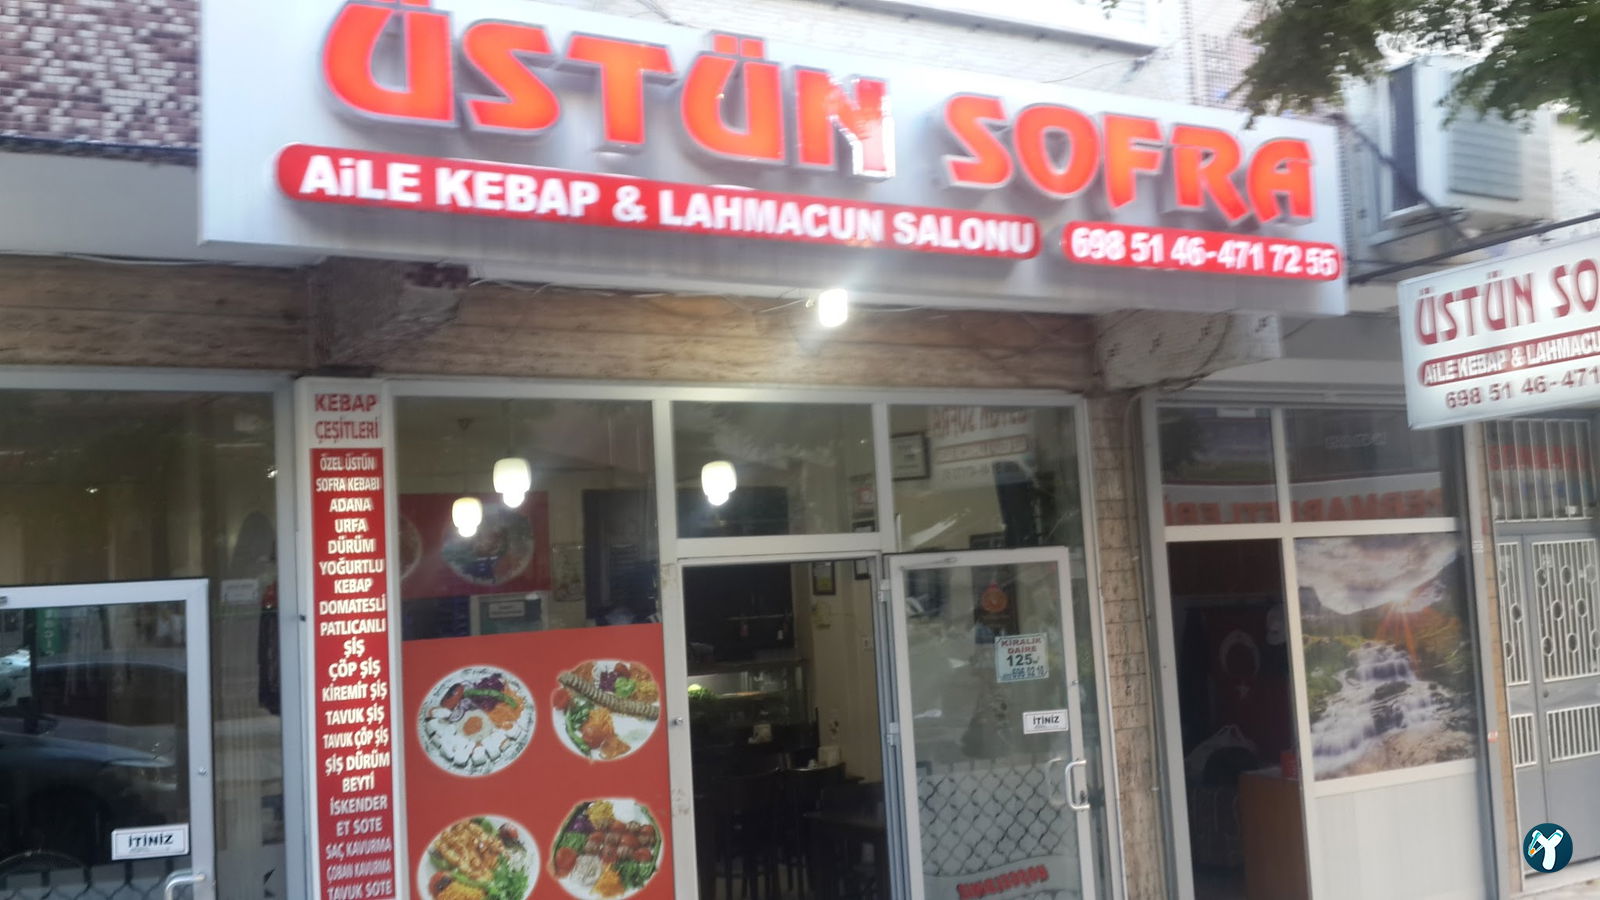 ÜSTÜN SOFRA
AiLE KEBAP & LAHMACUN SALONU
698 51 46-471 72 55
ÜSTÜN SO
AiLE KEBAP & LAHMACU
698 51 46-471
KEBAP
ÇEŞİTLERİ
ÖZEL ÜSTÜN
SOFRA KEBABI
ADANA
URFA
DÜRÜM
YOĞURTLU
KEBAP
DOMATESLİ
PATLICANLI
ŞİŞ
ÇÖP ŞİŞ
KİREMİT ŞİŞ
TAVUK ŞİŞ
TAVUK ÇÖP ŞİŞ
ŞİŞ DÜRÜM
BEYTİ
İSKENDER
ET SOTE
SAÇ KAVURMA
ÇOBAN KAVURMA
TAVUK SOTE
KİRALIK
DAİRE
125
696 02 10
İTİNİZ
İTİNİZ